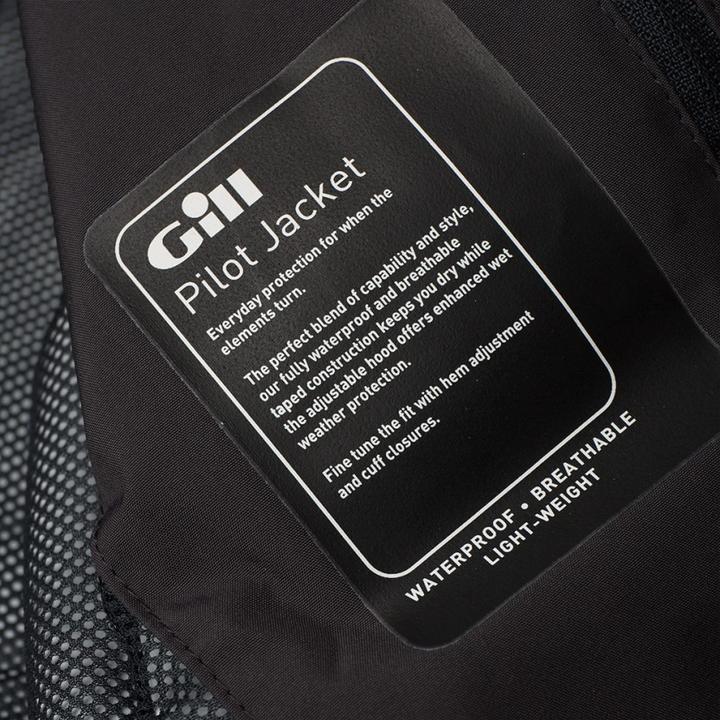 Gill
Pilot Jacket
Everyday protection for when the
elements turn.
The perfect blend of capability and style,
our fully waterproof and breathable
taped construction keeps you dry while
the adjustable hood offers enhanced wet
weather protection.
Fine tune the fit with hem adjustment
and cuff closures.
WATERPROOF • BREATHABLE
LIGHT-WEIGHT